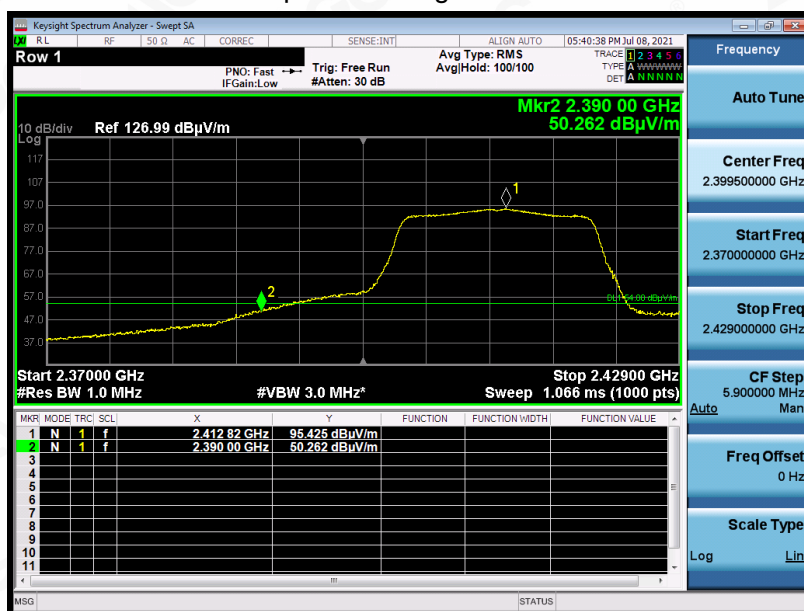 Keysight Spectrum Analyzer - Swept SA
LXI RL RF 50 Ω AC CORREC SENSE:INT ALIGN AUTO 05:40:38 PM Jul 08, 2021
Row 1
PNO: Fast
IFGain:Low
Trig: Free Run
#Atten: 30 dB
Avg Type: RMS
Avg|Hold: 100/100
TRACE 1 2 3 4 5 6
TYPE A WWWWW
DET A N N N N N
Mkr2 2.390 00 GHz
50.262 dBµV/m
10 dB/div Ref 126.99 dBµV/m
Log
117
107
97.0
87.0
77.0
67.0
57.0
47.0
37.0
1
2
DL1 54.00 dBµV/m
Start 2.37000 GHz Stop 2.42900 GHz
#Res BW 1.0 MHz #VBW 3.0 MHz* Sweep 1.066 ms (1000 pts)
MKR MODE TRC SCL X Y FUNCTION FUNCTION WIDTH FUNCTION VALUE
1 N 1 f 2.412 82 GHz 95.425 dBµV/m
2 N 1 f 2.390 00 GHz 50.262 dBµV/m
3
4
5
6
7
8
9
10
11
MSG STATUS
Frequency
Auto Tune
Center Freq
2.399500000 GHz
Start Freq
2.370000000 GHz
Stop Freq
2.429000000 GHz
CF Step
5.900000 MHz
Auto Man
Freq Offset
0 Hz
Scale Type
Log Lin